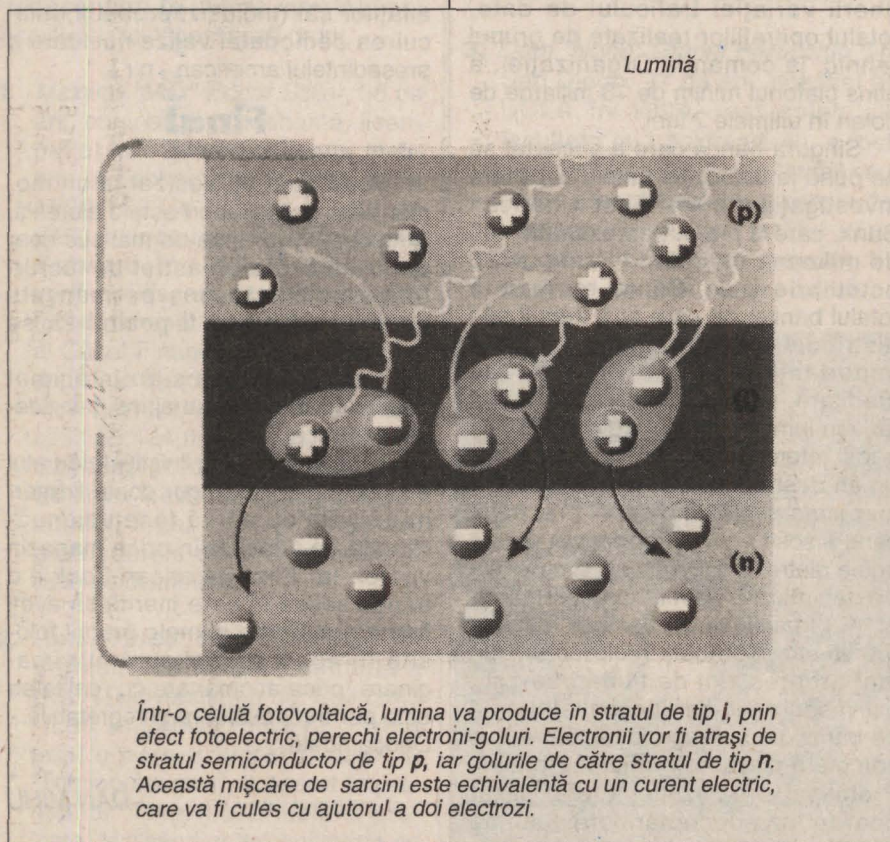 Lumină
(p)
(i)
(n)
Într-o celulă fotovoltaică, lumina va produce în stratul de tip i, prin
efect fotoelectric, perechi electroni-goluri. Electronii vor fi atraşi de
stratul semiconductor de tip p, iar golurile de către stratul de tip n.
Această mişcare de sarcini este echivalentă cu un curent electric,
care va fi cules cu ajutorul a doi electrozi.